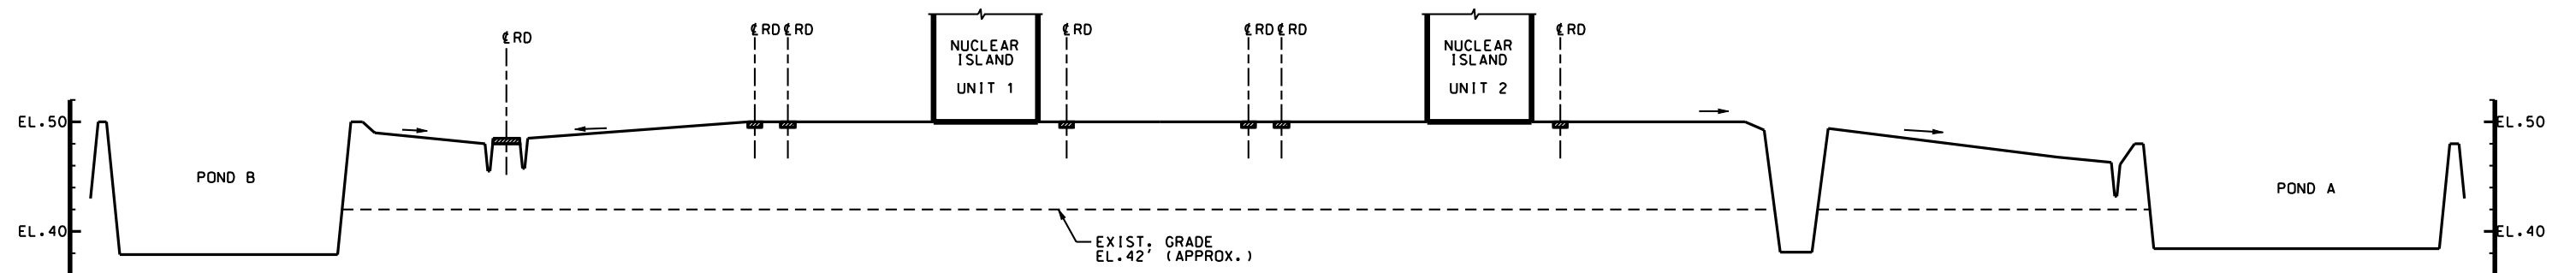 ℄ RD
℄ RD ℄ RD
NUCLEAR
ISLAND
UNIT 1
℄ RD
℄ RD ℄ RD
NUCLEAR
ISLAND
UNIT 2
℄ RD
EL.50
EL.50
POND B
POND A
EL.40
EL.40
EXIST. GRADE
EL.42' (APPROX.)